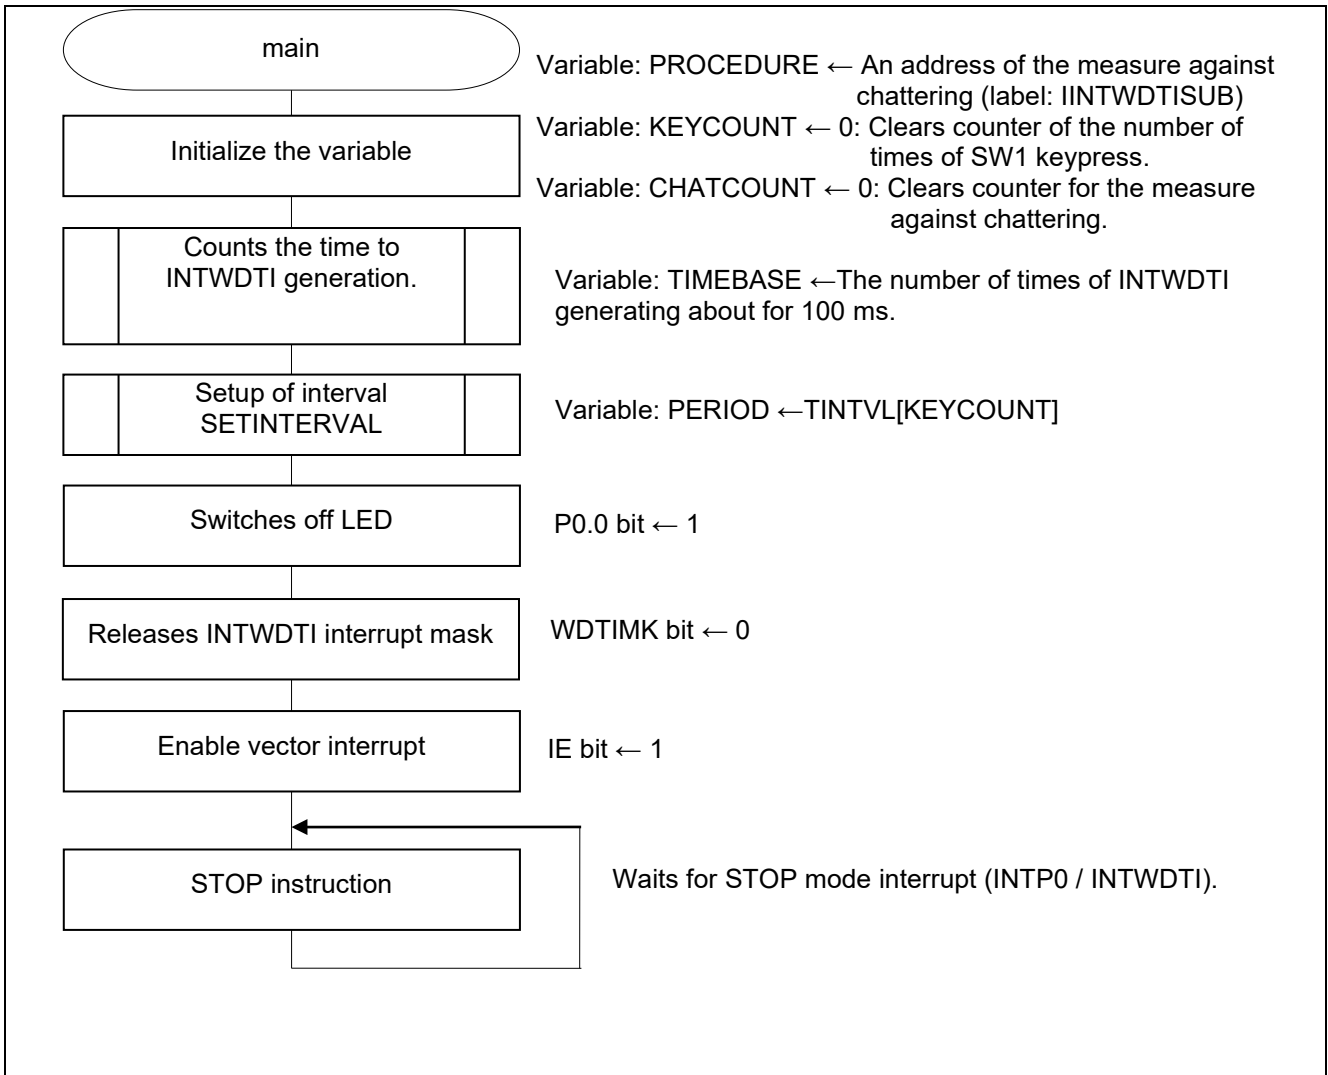 main
Variable: PROCEDURE ← An address of the measure against
chattering (label: IINTWDTISUB)
Initialize the variable
Variable: KEYCOUNT ← 0: Clears counter of the number of
times of SW1 keypress.
Variable: CHATCOUNT ← 0: Clears counter for the measure
against chattering.
Counts the time to
INTWDTI generation.
Variable: TIMEBASE ←The number of times of INTWDTI
generating about for 100 ms.
Setup of interval
SETINTERVAL
Variable: PERIOD ←TINTVL[KEYCOUNT]
Switches off LED
P0.0 bit ← 1
Releases INTWDTI interrupt mask
WDTIMK bit ← 0
Enable vector interrupt
IE bit ← 1
STOP instruction
Waits for STOP mode interrupt (INTP0 / INTWDTI).